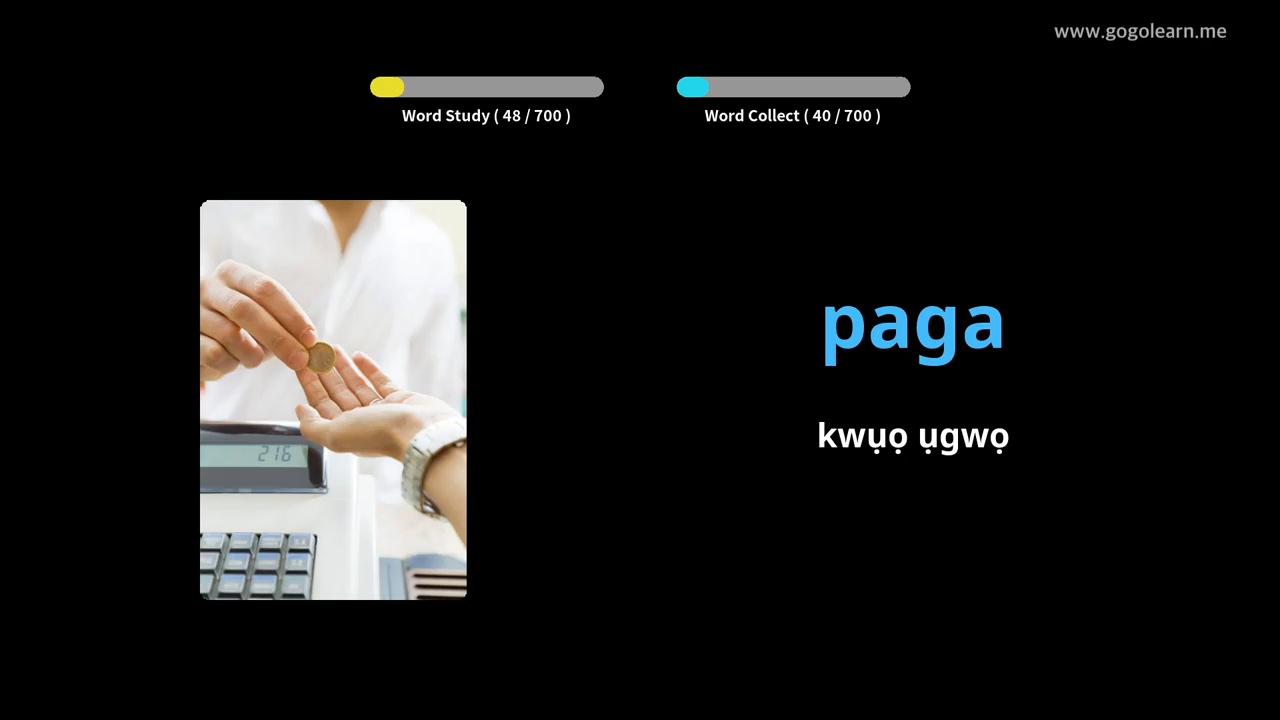 www.gogolearn.me
Word Study ( 48 / 700 )
Word Collect ( 40 / 700 )
216
paga
kwụọ ụgwọ